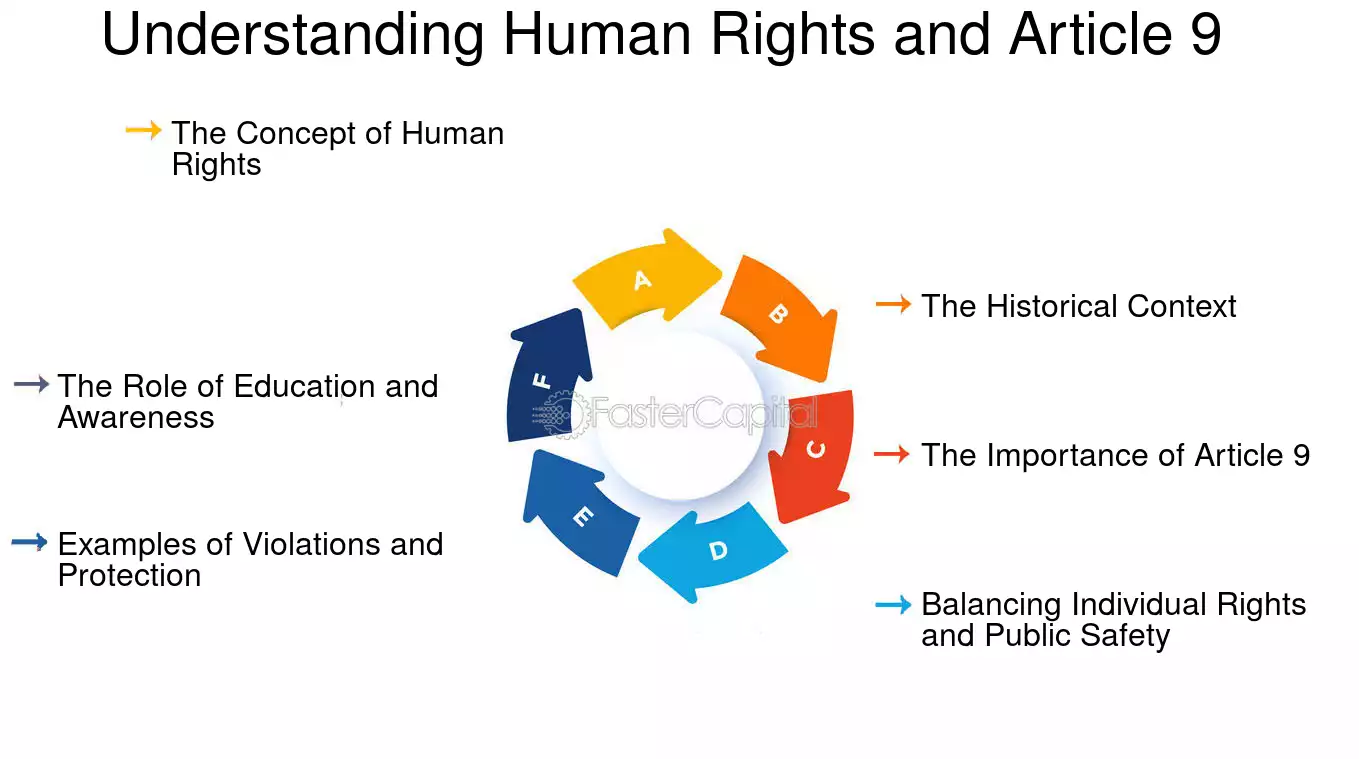 Understanding Human Rights and Article 9
The Concept of Human
Rights
A
B
The Historical Context
F
The Role of Education and
Awareness
FasterCapital
C
The Importance of Article 9
E
Examples of Violations and
Protection
D
Balancing Individual Rights
and Public Safety